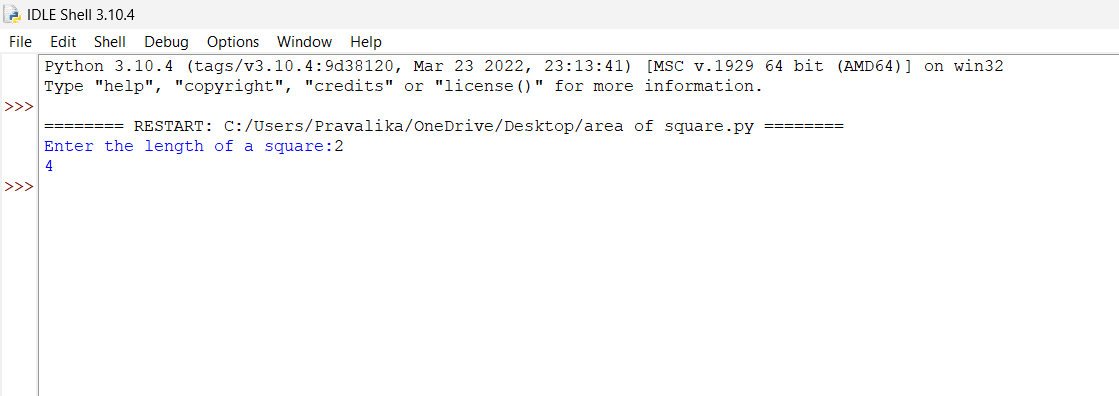 IDLE Shell 3.10.4
File Edit Shell Debug Options Window Help
Python 3.10.4 (tags/v3.10.4:9d38120, Mar 23 2022, 23:13:41) [MSC v.1929 64 bit (AMD64)] on win32
Type "help", "copyright", "credits" or "license()" for more information.
>>>
======== RESTART: C:/Users/Pravalika/OneDrive/Desktop/area of square.py ========
Enter the length of a square:2
4
>>>